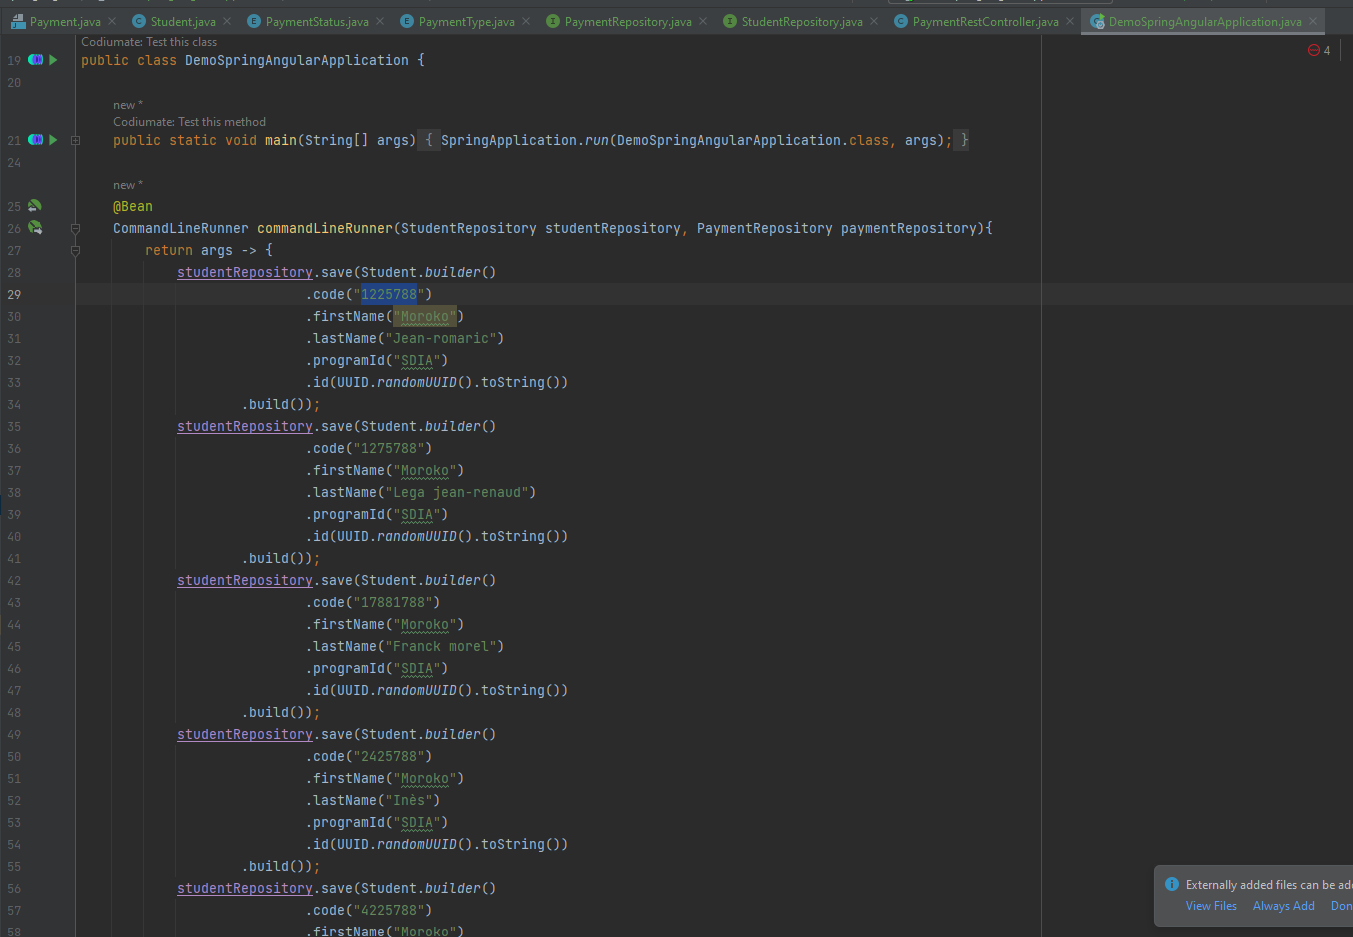 Payment.java Student.java PaymentStatus.java PaymentType.java PaymentRepository.java StudentRepository.java PaymentRestController.java DemoSpringAngularApplication.java
Codiumate: Test this class
4
19 public class DemoSpringAngularApplication {
20
new *
Codiumate: Test this method
21 public static void main(String[] args) { SpringApplication.run(DemoSpringAngularApplication.class, args); }
24
new *
25 @Bean
26 CommandLineRunner commandLineRunner(StudentRepository studentRepository, PaymentRepository paymentRepository){
27 return args -> {
28 studentRepository.save(Student.builder()
29 .code("1225788")
30 .firstName("Moroko")
31 .lastName("Jean-romaric")
32 .programId("SDIA")
33 .id(UUID.randomUUID().toString())
34 .build());
35 studentRepository.save(Student.builder()
36 .code("1275788")
37 .firstName("Moroko")
38 .lastName("Lega jean-renaud")
39 .programId("SDIA")
40 .id(UUID.randomUUID().toString())
41 .build());
42 studentRepository.save(Student.builder()
43 .code("17881788")
44 .firstName("Moroko")
45 .lastName("Franck morel")
46 .programId("SDIA")
47 .id(UUID.randomUUID().toString())
48 .build());
49 studentRepository.save(Student.builder()
50 .code("2425788")
51 .firstName("Moroko")
52 .lastName("Inès")
53 .programId("SDIA")
54 .id(UUID.randomUUID().toString())
55 .build());
56 studentRepository.save(Student.builder()
57 .code("4225788")
58 .firstName("Moroko")
Externally added files can be add
View Files Always Add Don